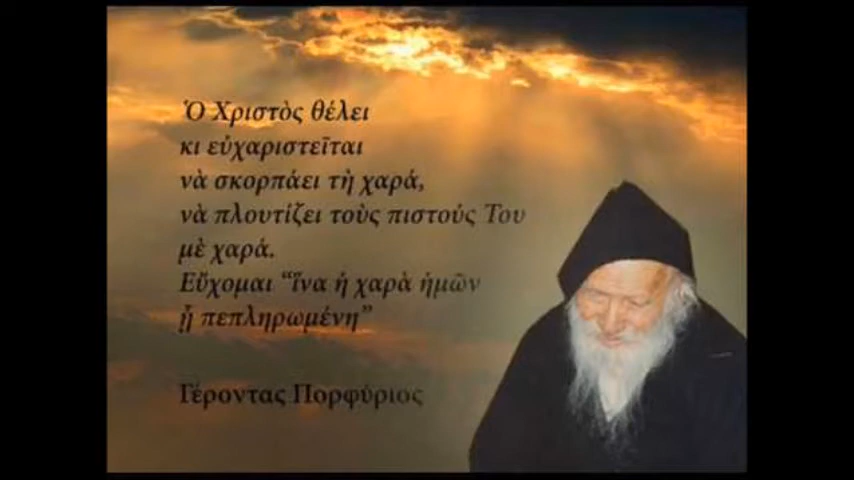 Ὁ Χριστὸς θέλει
κι εὐχαριστεῖται
νὰ σκορπάει τὴ χαρά,
νὰ πλουτίζει τοὺς πιστούς Του
μὲ χαρά.
Εὔχομαι “ἵνα ἡ χαρὰ ἡμῶν
ᾖ πεπληρωμένη”
Γέροντας Πορφύριος